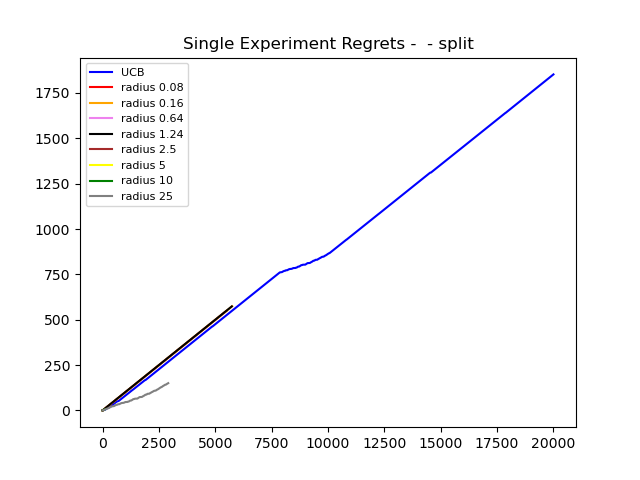 Single Experiment Regrets -  - split
UCB
radius 0.08
radius 0.16
radius 0.64
radius 1.24
radius 2.5
radius 5
radius 10
radius 25
1750
1500
1250
1000
750
500
250
0
0 2500 5000 7500 10000 12500 15000 17500 20000